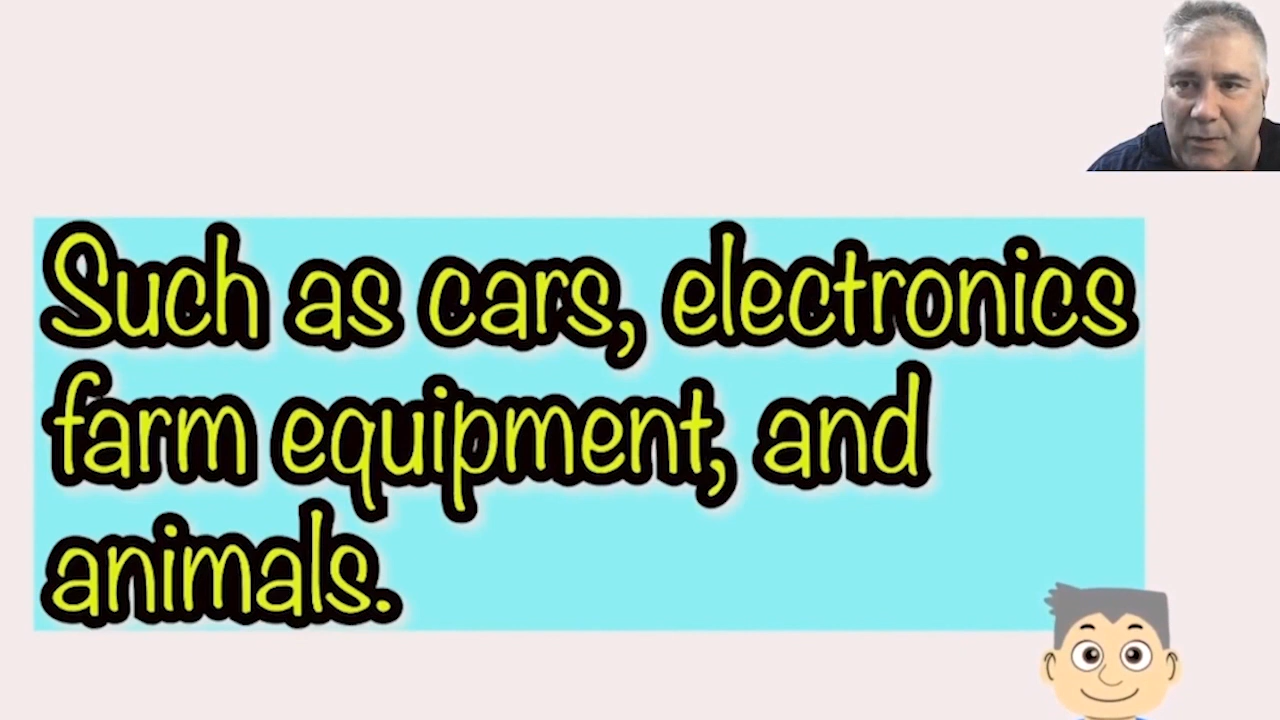 Such as cars, electronics
farm equipment, and
animals.